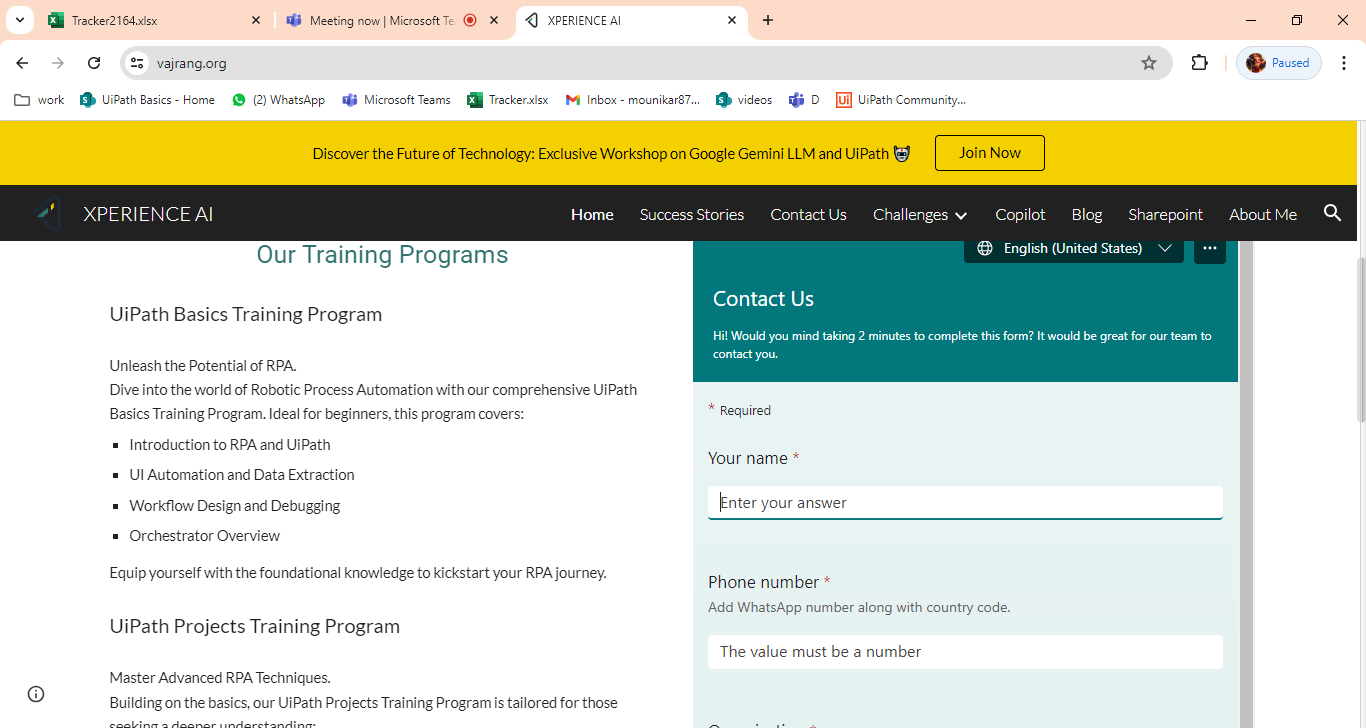 Tracker2164.xlsx
Meeting now | Microsoft Te
XPERIENCE AI
vajrang.org
Paused
work
UiPath Basics - Home
(2) WhatsApp
Microsoft Teams
Tracker.xlsx
Inbox - mounikar87...
videos
D
UiPath Community...
Discover the Future of Technology: Exclusive Workshop on Google Gemini LLM and UiPath
Join Now
XPERIENCE AI
Home
Success Stories
Contact Us
Challenges
Copilot
Blog
Sharepoint
About Me
Our Training Programs
UiPath Basics Training Program
Unleash the Potential of RPA.
Dive into the world of Robotic Process Automation with our comprehensive UiPath
Basics Training Program. Ideal for beginners, this program covers:
Introduction to RPA and UiPath
UI Automation and Data Extraction
Workflow Design and Debugging
Orchestrator Overview
Equip yourself with the foundational knowledge to kickstart your RPA journey.
UiPath Projects Training Program
Master Advanced RPA Techniques.
Building on the basics, our UiPath Projects Training Program is tailored for those
seeking a deeper understanding:
English (United States)
...
Contact Us
Hi! Would you mind taking 2 minutes to complete this form? It would be great for our team to
contact you.
* Required
Your name *
Enter your answer
Phone number *
Add WhatsApp number along with country code.
The value must be a number